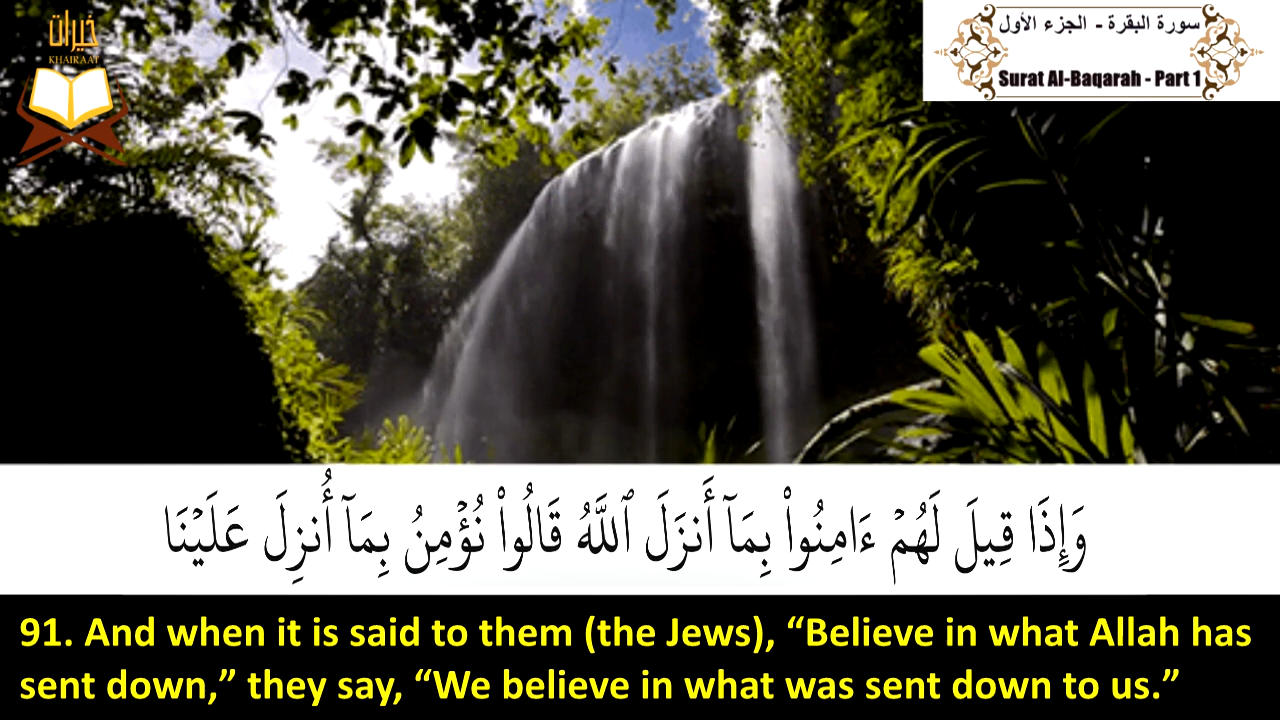 خيرات
KHAIRAAT
سورة البقرة - الجزء الأول
Surat Al-Baqarah - Part 1
وَإِذَا قِيلَ لَهُمْ ءَامِنُوا۟ بِمَآ أَنزَلَ ٱللَّهُ قَالُوا۟ نُؤْمِنُ بِمَآ أُنزِلَ عَلَيْنَا
91. And when it is said to them (the Jews), “Believe in what Allah has
sent down,” they say, “We believe in what was sent down to us.”